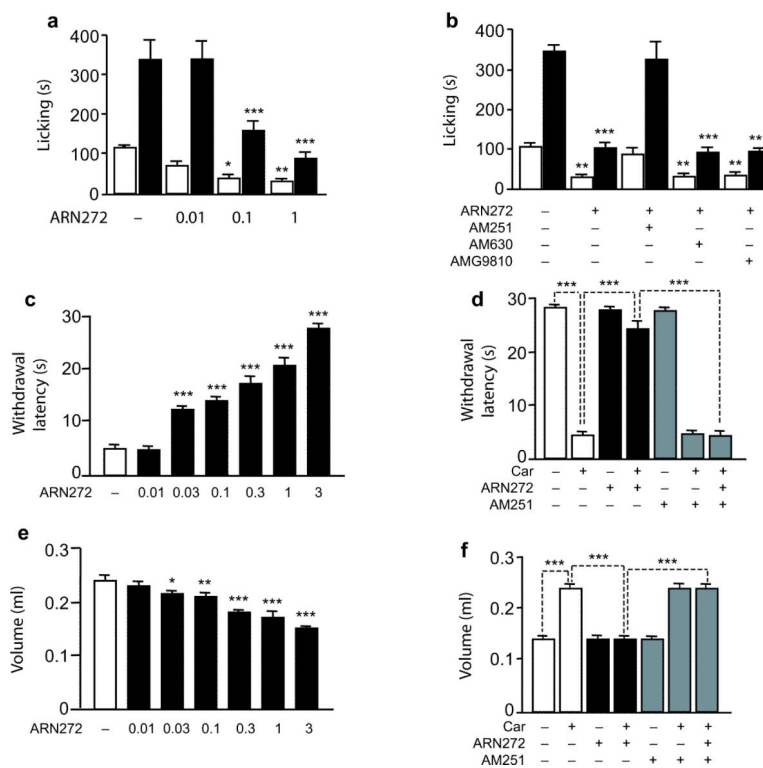 a
400
300
200
100
0
Licking (s)
***
***
*
**
ARN272 – 0.01 0.1 1
b
400
300
200
100
0
Licking (s)
** *** ** *** ** **
ARN272 – + + + +
AM251 +
AM630 +
AMG9810 +
c
30
20
10
0
Withdrawal
latency (s)
*** *** *** *** ***
ARN272 – 0.01 0.03 0.1 0.3 1 3
d
30
20
10
0
Withdrawal
latency (s)
*** *** ***
Car – + – + – + +
ARN272 – – + + – – +
AM251 – – – – + + +
e
0.3
0.2
0.1
0
Volume (ml)
* ** *** *** ***
ARN272 – 0.01 0.03 0.1 0.3 1 3
f
0.3
0.2
0.1
0
Volume (ml)
*** *** ***
Car – + – + – + +
ARN272 – – + + – – +
AM251 – – – – + + +